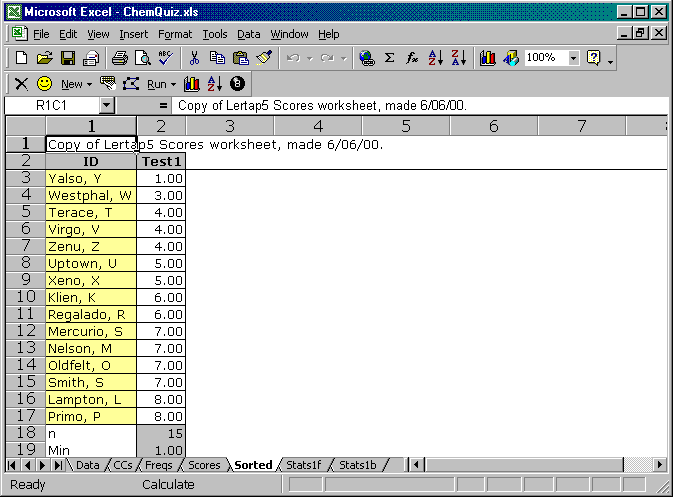 Microsoft Excel - ChemQuiz.xls
File Edit View Insert Format Tools Data Window Help
Σ fx 100% ?
New Run
R1C1 = Copy of Lertap5 Scores worksheet, made 6/06/00.
1 2 3 4 5 6 7
1 Copy of Lertap5 Scores worksheet, made 6/06/00.
2 ID Test1
3 Yalso, Y 1.00
4 Westphal, W 3.00
5 Terace, T 4.00
6 Virgo, V 4.00
7 Zenu, Z 4.00
8 Uptown, U 5.00
9 Xeno, X 5.00
10 Klien, K 6.00
11 Regalado, R 6.00
12 Mercurio, S 7.00
13 Nelson, M 7.00
14 Oldfelt, O 7.00
15 Smith, S 7.00
16 Lampton, L 8.00
17 Primo, P 8.00
18 n 15
19 Min 1.00
Data CCs Freqs Scores Sorted Stats1f Stats1b
Ready Calculate